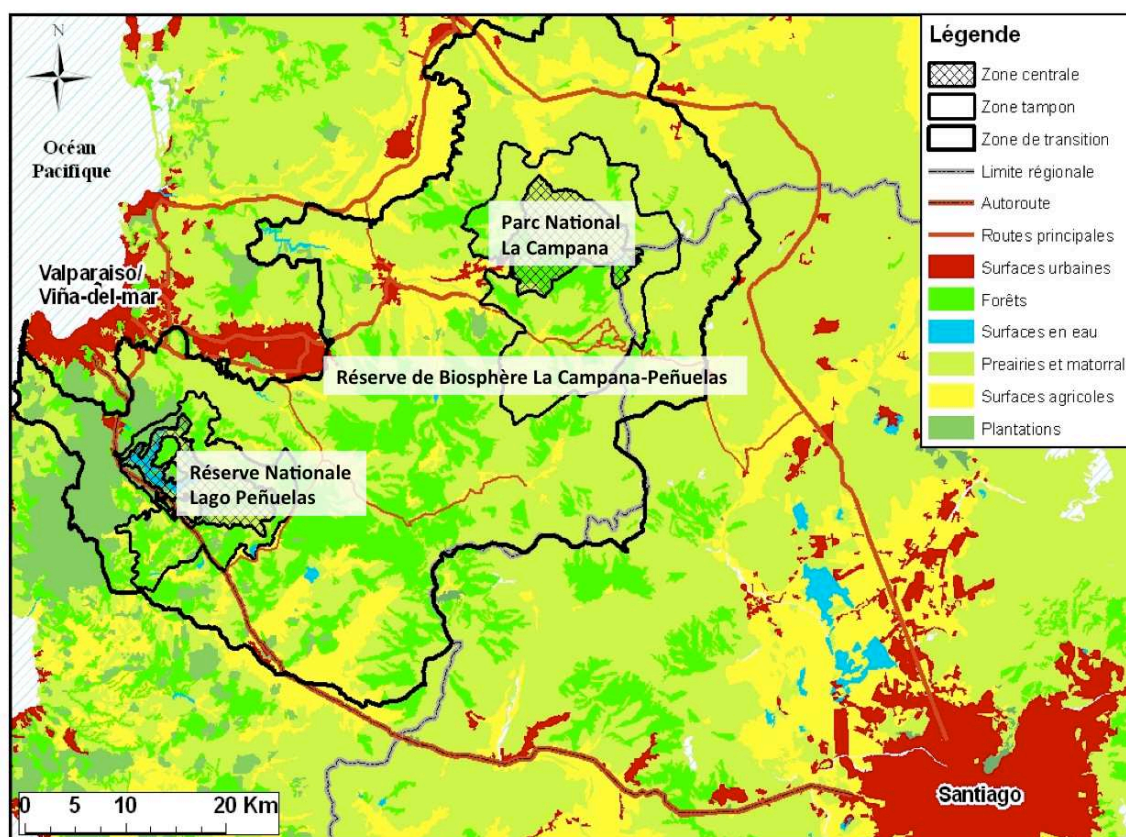 N
Océan
Pacifique
Valparaiso/
Viña-del-mar
Parc National
La Campana
Réserve de Biosphère La Campana-Peñuelas
Réserve Nationale
Lago Peñuelas
Santiago
0 5 10 20 Km
Légende
Zone centrale
Zone tampon
Zone de transition
Limite régionale
Autoroute
Routes principales
Surfaces urbaines
Forêts
Surfaces en eau
Preairies et matorral
Surfaces agricoles
Plantations